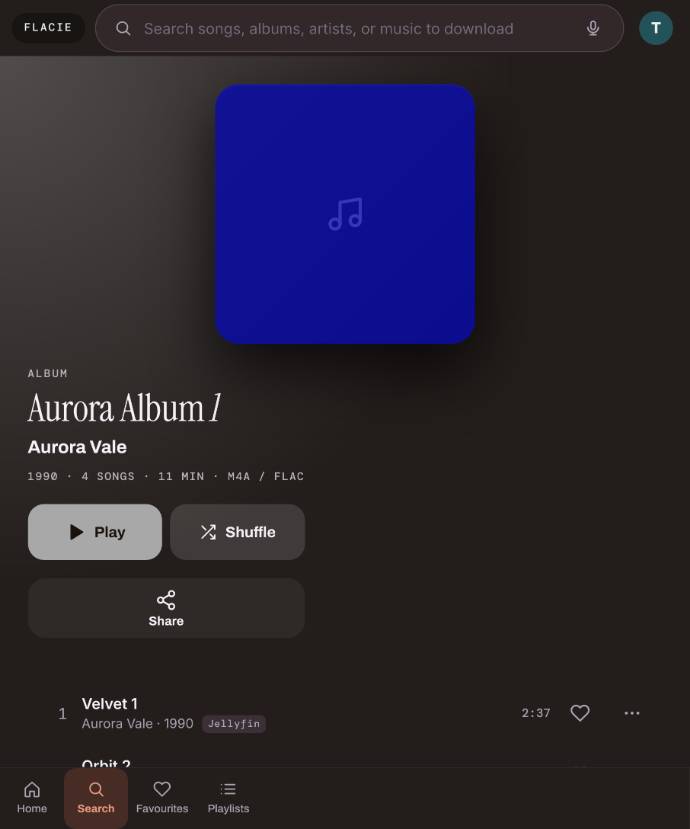 FLACIE
Search songs, albums, artists, or music to download
T
ALBUM
Aurora Album 1
Aurora Vale
1990 · 4 SONGS · 11 MIN · M4A / FLAC
Play
Shuffle
Share
1
Velvet 1
Aurora Vale · 1990
Jellyfin
2:37
Orbit 2
Home
Search
Favourites
Playlists